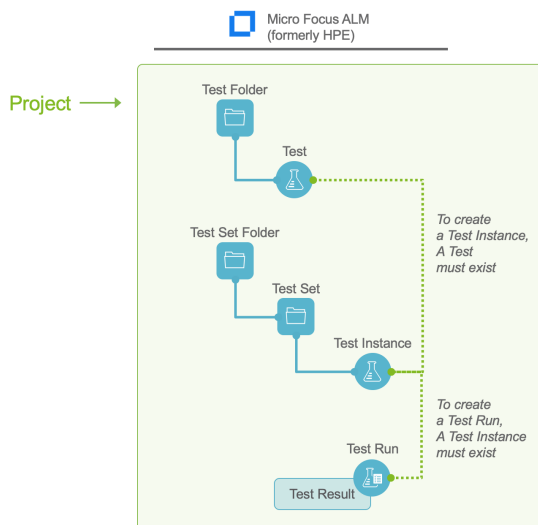 Micro Focus ALM
(formerly HPE)
Project
Test Folder
Test
To create
a Test Instance,
A Test
must exist
Test Set Folder
Test Set
Test Instance
To create
a Test Run,
A Test Instance
must exist
Test Run
Test Result